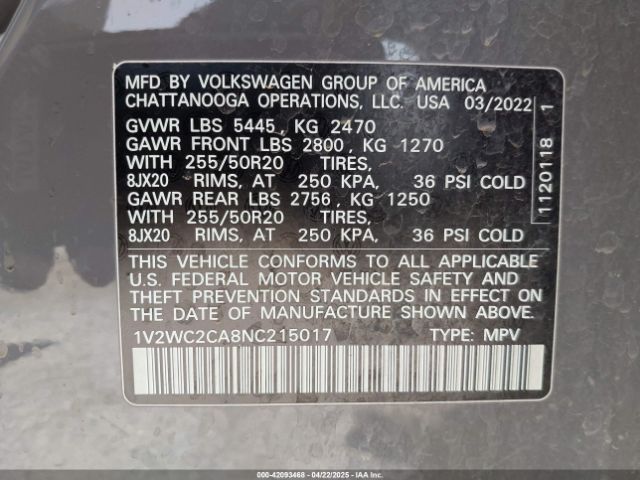 MFD BY VOLKSWAGEN GROUP OF AMERICA
CHATTANOOGA OPERATIONS, LLC. USA 03/2022 1
GVWR LBS 5445, KG 2470
GAWR FRONT LBS 2800, KG 1270
WITH 255/50R20 TIRES,
8JX20 RIMS, AT 250 KPA, 36 PSI COLD
GAWR REAR LBS 2756, KG 1250
WITH 255/50R20 TIRES,
8JX20 RIMS, AT 250 KPA, 36 PSI COLD
1120118
THIS VEHICLE CONFORMS TO ALL APPLICABLE
U.S. FEDERAL MOTOR VEHICLE SAFETY AND
THEFT PREVENTION STANDARDS IN EFFECT ON
THE DATE OF MANUFACTURE SHOWN ABOVE.
1V2WC2CA8NC215017 TYPE: MPV
000-42093468 - 04/22/2025 - IAA Inc.